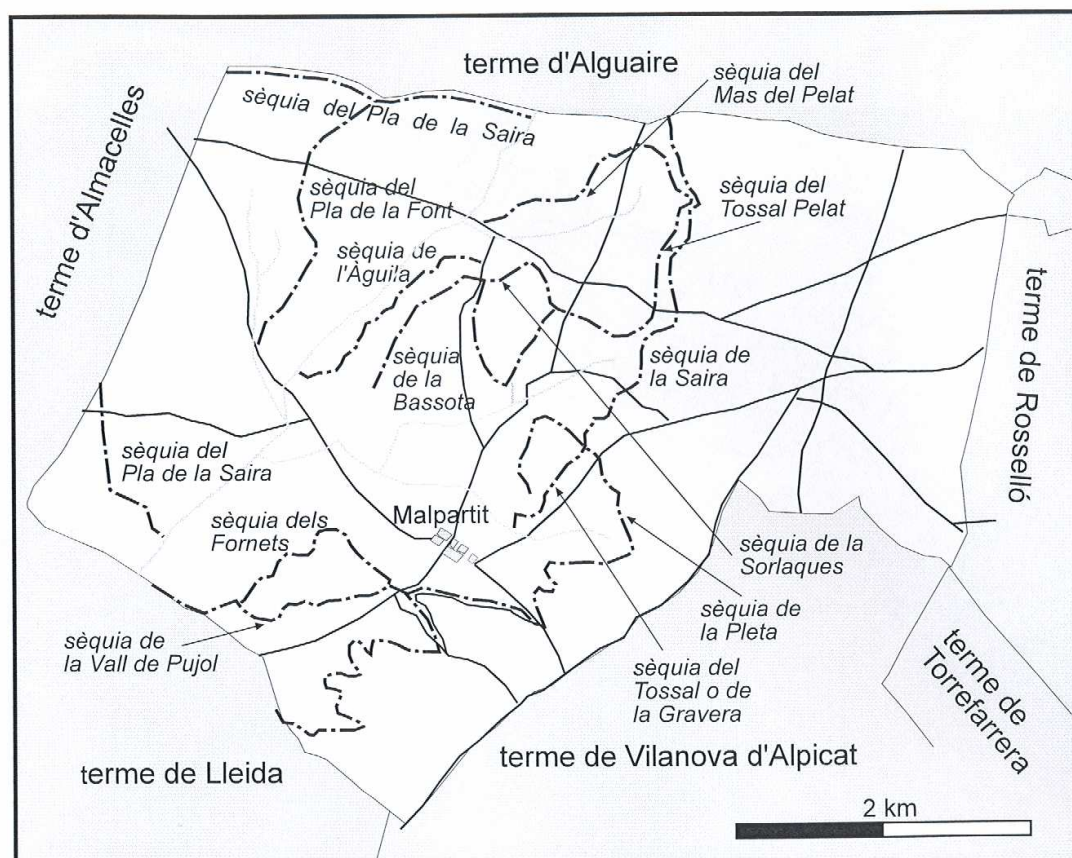 terme d'Alguaire
sèquia del
Mas del Pelat
sèquia del Pla de la Saira
terme d'Almacelles
sèquia del
Pla de la Font
sèquia del
Tossal Pelat
sèquia de
l'Àguila
terme de Rosselló
sèquia
de la
Bassota
sèquia de
la Saira
sèquia del
Pla de la Saira
Malpartit
sèquia dels
Fornets
sèquia de la
Sorlaques
sèquia de
la Pleta
sèquia de
la Vall de Pujol
sèquia del
Tossal o de
la Gravera
terme de
Torrefarrera
terme de Lleida
terme de Vilanova d'Alpicat
2 km